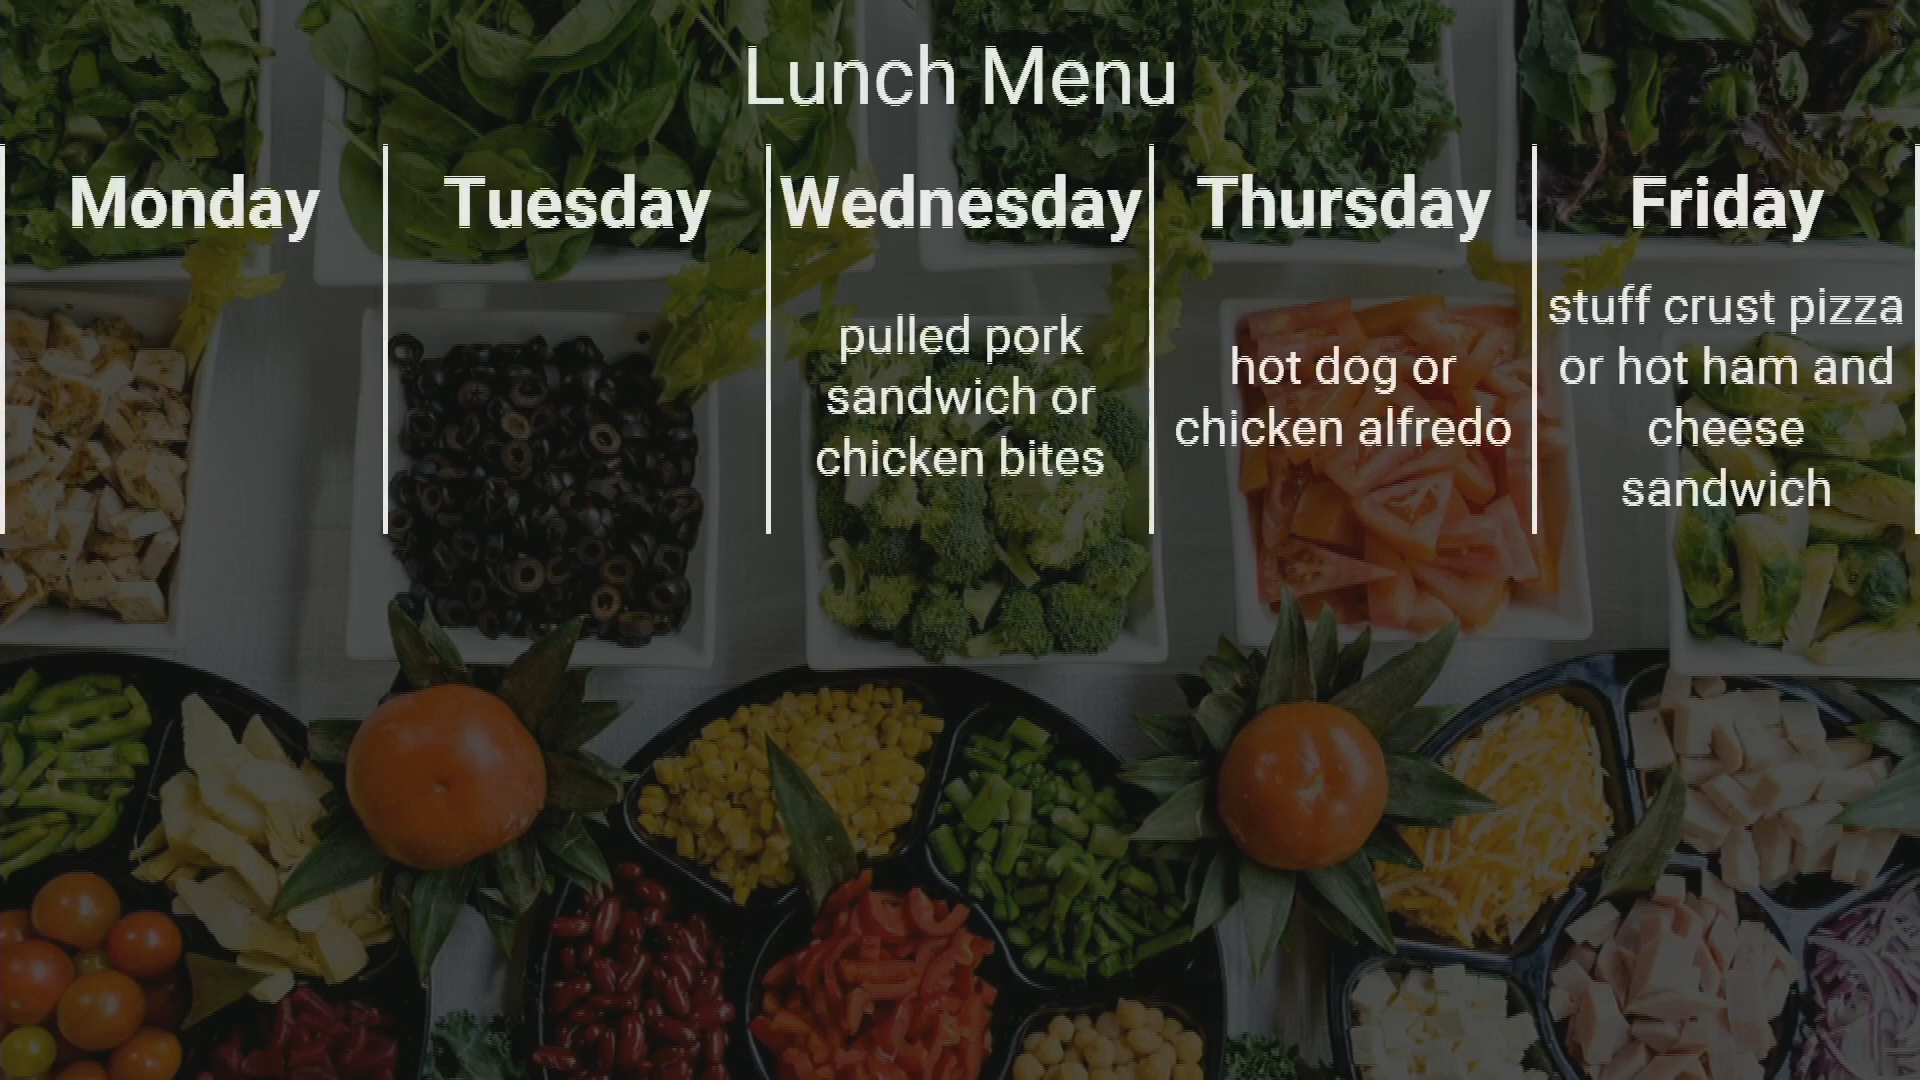 Lunch Menu
Monday
Tuesday
Wednesday
pulled pork
sandwich or
chicken bites
Thursday
hot dog or
chicken alfredo
Friday
stuff crust pizza
or hot ham and
cheese
sandwich